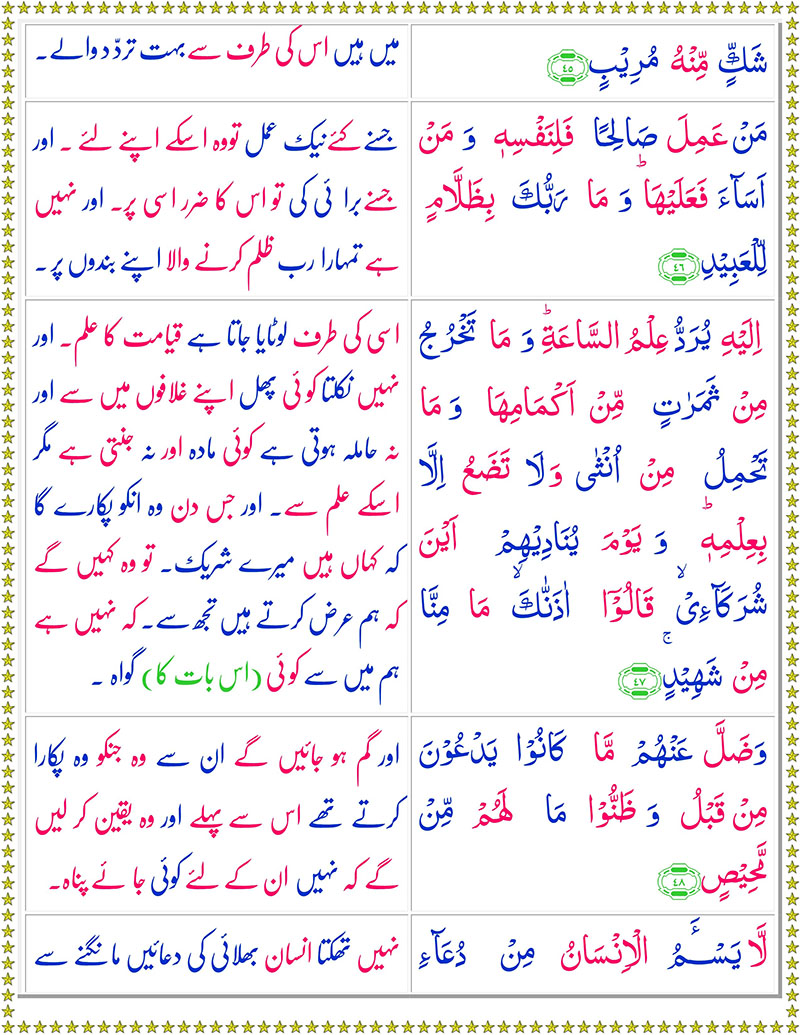 شَكٍّ مِّنْهُ مُرِيْبٍ ﴿٤٥﴾
میں ہیں اس کی طرف سے بہت تردّد والے۔
مَنْ عَمِلَ صَالِحًا فَلِنَفْسِهٖ وَ مَنْ
اَسَآءَ فَعَلَيْهَا ؕ وَ مَا رَبُّكَ بِظَلَّامٍ
لِّلْعَبِيْدِ ﴿٤٦﴾
جسنے کئے نیک عمل تو وہ اسکے اپنے لئے ۔ اور
جسنے برائی کی تو اس کا ضرر اسی پر۔ اور نہیں
ہے تمہارا رب ظلم کرنے والا اپنے بندوں پر۔
اِلَيْهِ يُرَدُّ عِلْمُ السَّاعَةِ ؕ وَ مَا تَخْرُجُ
مِنْ ثَمَرٰتٍ مِّنْ اَكْمَامِهَا وَ مَا
تَحْمِلُ مِنْ اُنْثٰى وَلَا تَضَعُ اِلَّا
بِعِلْمِهٖ ؕ وَ يَوْمَ يُنَادِيْهِمْ اَيْنَ
شُرَكَآءِىْ ۙ قَالُوْۤا اٰذَنّٰكَ ۙ مَا مِنَّا
مِنْ شَهِيْدٍ ۚ ﴿٤٧﴾
اسی کی طرف لوٹایا جاتا ہے قیامت کا علم۔ اور
نہیں نکلتا کوئی پھل اپنے غلافوں میں سے اور
نہ حاملہ ہوتی ہے کوئی مادہ اور نہ جنتی ہے مگر
اسکے علم سے۔ اور جس دن وہ انکو پکارے گا
کہ کہاں ہیں میرے شریک۔ تو وہ کہیں گے
کہ ہم عرض کرتے ہیں تجھ سے۔ کہ نہیں ہے
ہم میں سے کوئی (اس بات کا) گواہ ۔
وَضَلَّ عَنْهُمْ مَّا كَانُوْا يَدْعُوْنَ
مِنْ قَبْلُ وَ ظَنُّوْا مَا لَهُمْ مِّنْ
مَّحِيْصٍ ﴿٤٨﴾
اور گم ہو جائیں گے ان سے وہ جنکو وہ پکارا
کرتے تھے اس سے پہلے اور وہ یقین کر لیں
گے کہ نہیں ان کے لئے کوئی جائے پناہ۔
لَا يَسْـَٔمُ الْاِنْسَانُ مِنْ دُعَآءِ
نہیں تھکتا انسان بھلائی کی دعائیں مانگنے سے